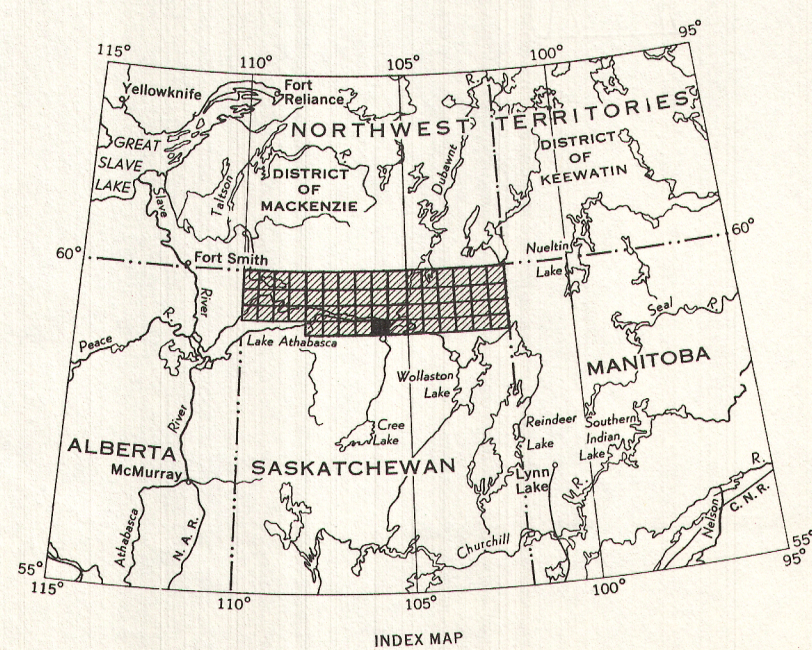 115°
110°
105°
100°
95°
Yellowknife
Fort
Reliance
R.
NORTHWEST TERRITORIES
GREAT
SLAVE
LAKE
Slave
River
Taltson
R.
DISTRICT
OF
MACKENZIE
Dubawnt
DISTRICT
OF
KEEWATIN
60°
Fort Smith
Nueltin
Lake
60°
Seal R.
Peace
R.
Lake Athabasca
Wollaston
Lake
MANITOBA
River
Cree
Lake
Reindeer
Lake
Southern
Indian
Lake
ALBERTA
McMurray
SASKATCHEWAN
Lynn
Lake
M.R.
R.
Athabasca
N.A.R.
Churchill
Nelson
C.N.R.
55°
115°
110°
105°
100°
55°
95°
INDEX MAP